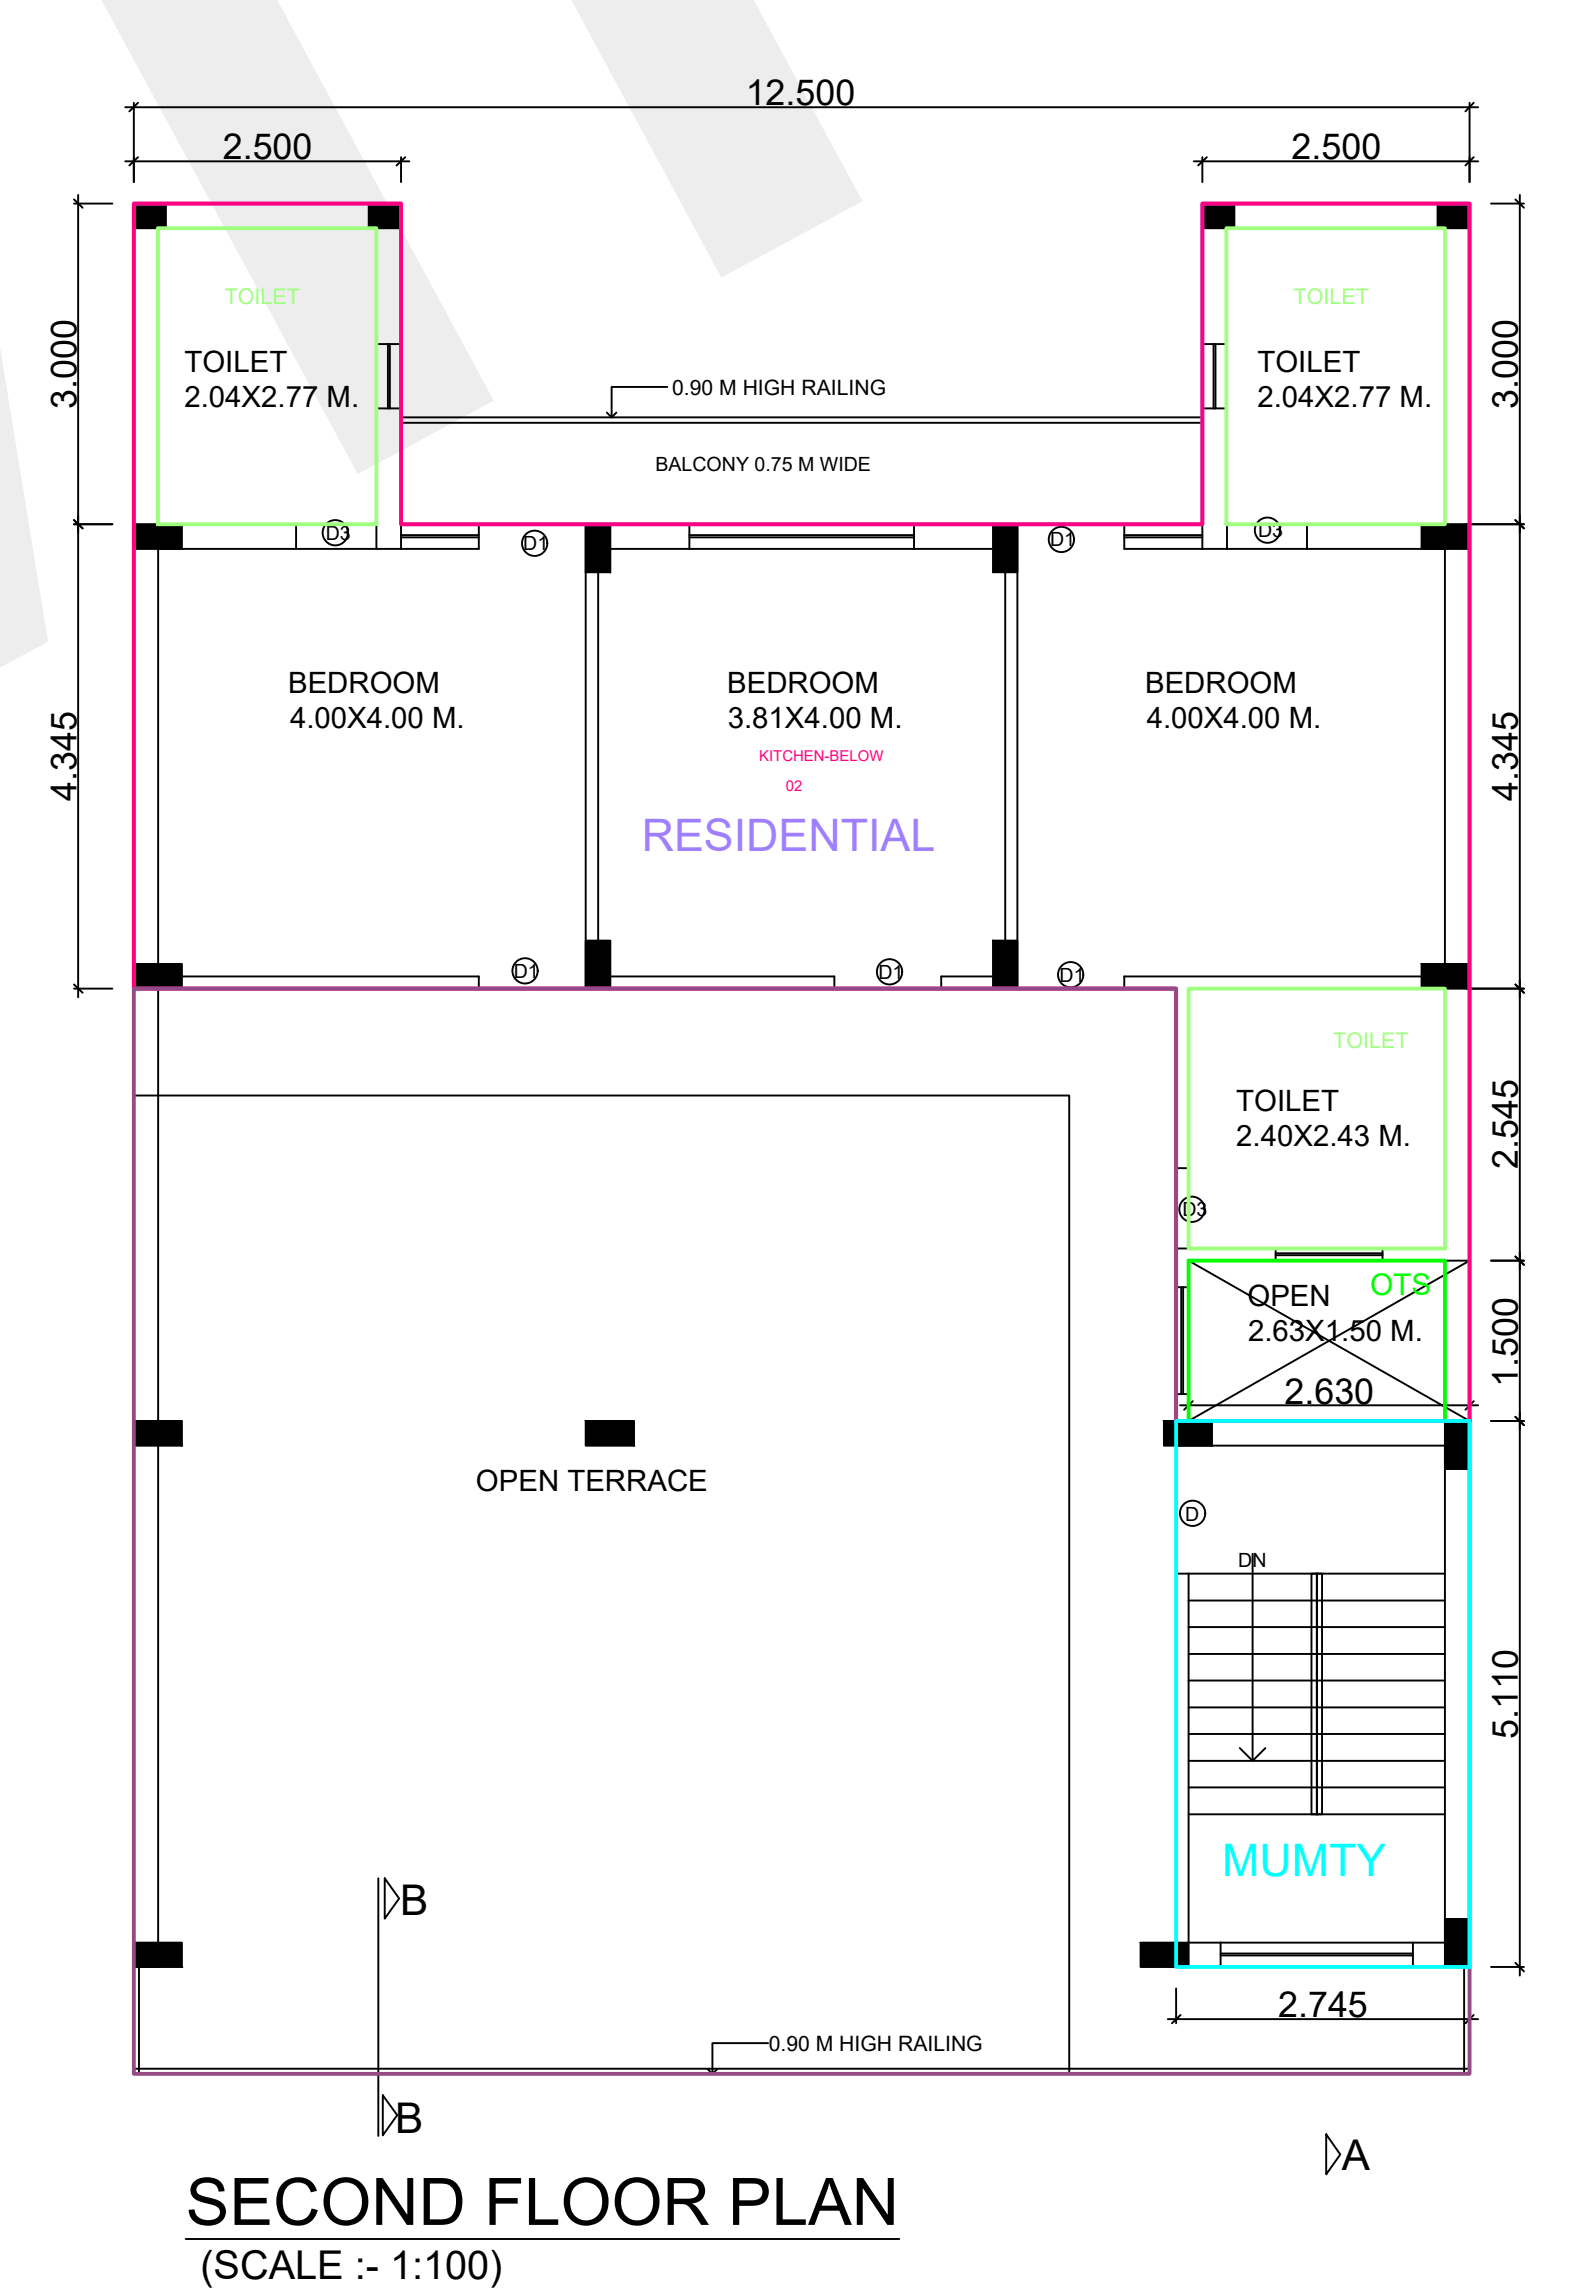 12.500
2.500
2.500
TOILET
TOILET
3.000
TOILET
2.04X2.77 M.
0.90 M HIGH RAILING
TOILET
2.04X2.77 M.
3.000
BALCONY 0.75 M WIDE
D3
D1
D1
D3
4.345
BEDROOM
4.00X4.00 M.
BEDROOM
3.81X4.00 M.
KITCHEN-BELOW
02
RESIDENTIAL
BEDROOM
4.00X4.00 M.
4.345
D1
D1
D1
TOILET
TOILET
2.40X2.43 M.
2.545
D3
OTS
OPEN
2.63X1.50 M.
2.630
1.500
OPEN TERRACE
D
DN
5.110
MUMTY
B
2.745
0.90 M HIGH RAILING
B
A
SECOND FLOOR PLAN
(SCALE :- 1:100)